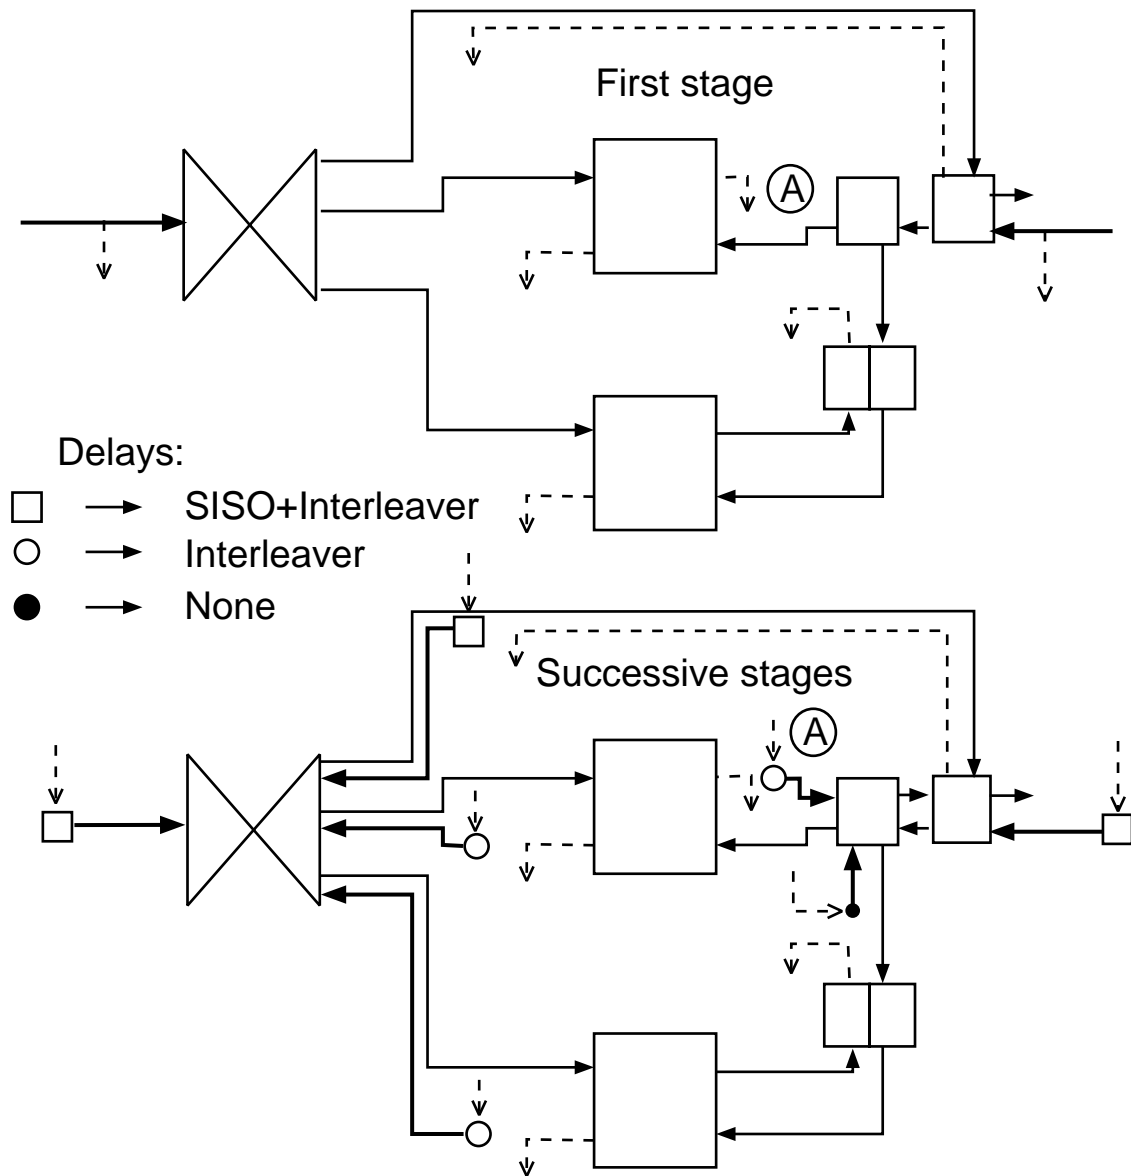 First stage
A
Delays:
SISO+Interleaver
Interleaver
None
Successive stages
A